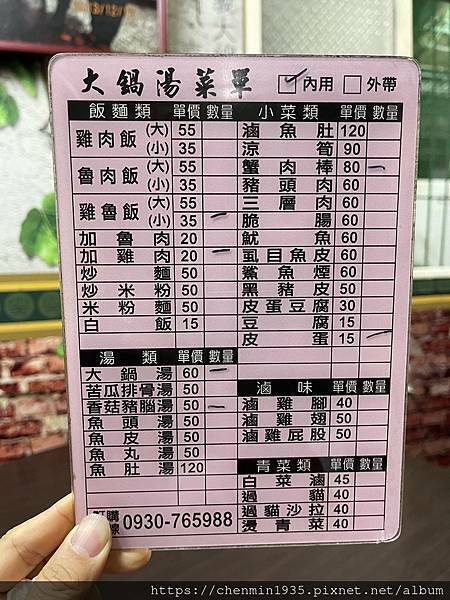 大鍋湯菜單 ☑內用 ☐外帶
飯麵類 單價 數量
雞肉飯 (大) 55
(小) 35
魯肉飯 (大) 55
(小) 35
雞魯飯 (大) 55
(小) 35
加魯肉 20
加雞肉 20
炒麵 50
炒米粉 50
米粉麵 50
白飯 15
湯類 單價 數量
大鍋湯 60
苦瓜排骨湯 50
香菇豬腦湯 50
魚頭湯 50
魚皮湯 50
魚丸湯 50
魚肚湯 120
訂購
線 0930-765988
小菜類 單價 數量
滷魚肚 120
涼筍 90
蟹肉棒 80
豬頭肉 60
三層肉 60
脆腸 60
魷魚 60
虱目魚皮 60
鯊魚煙 60
黑豬皮 50
皮蛋豆腐 30
豆腐 15
皮蛋 15
滷味 單價 數量
滷雞腳 40
滷雞翅 50
滷雞屁股 50
青菜類 單價 數量
白菜滷 45
過貓 40
過貓沙拉 40
燙青菜 40
https://chenmin1935.pixnet.net/album